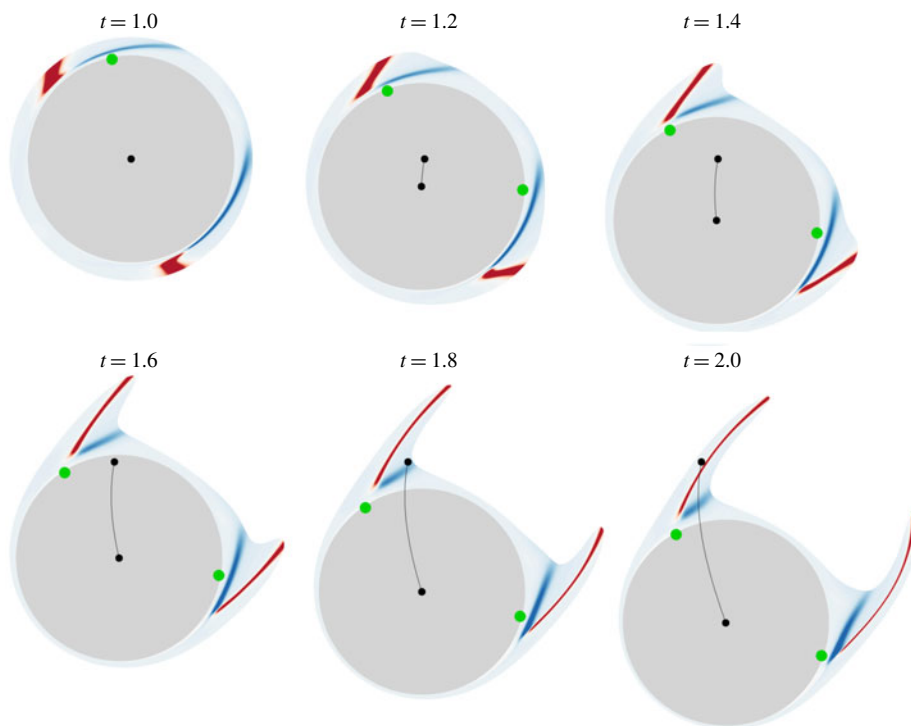 t = 1.0
t = 1.2
t = 1.4
t = 1.6
t = 1.8
t = 2.0